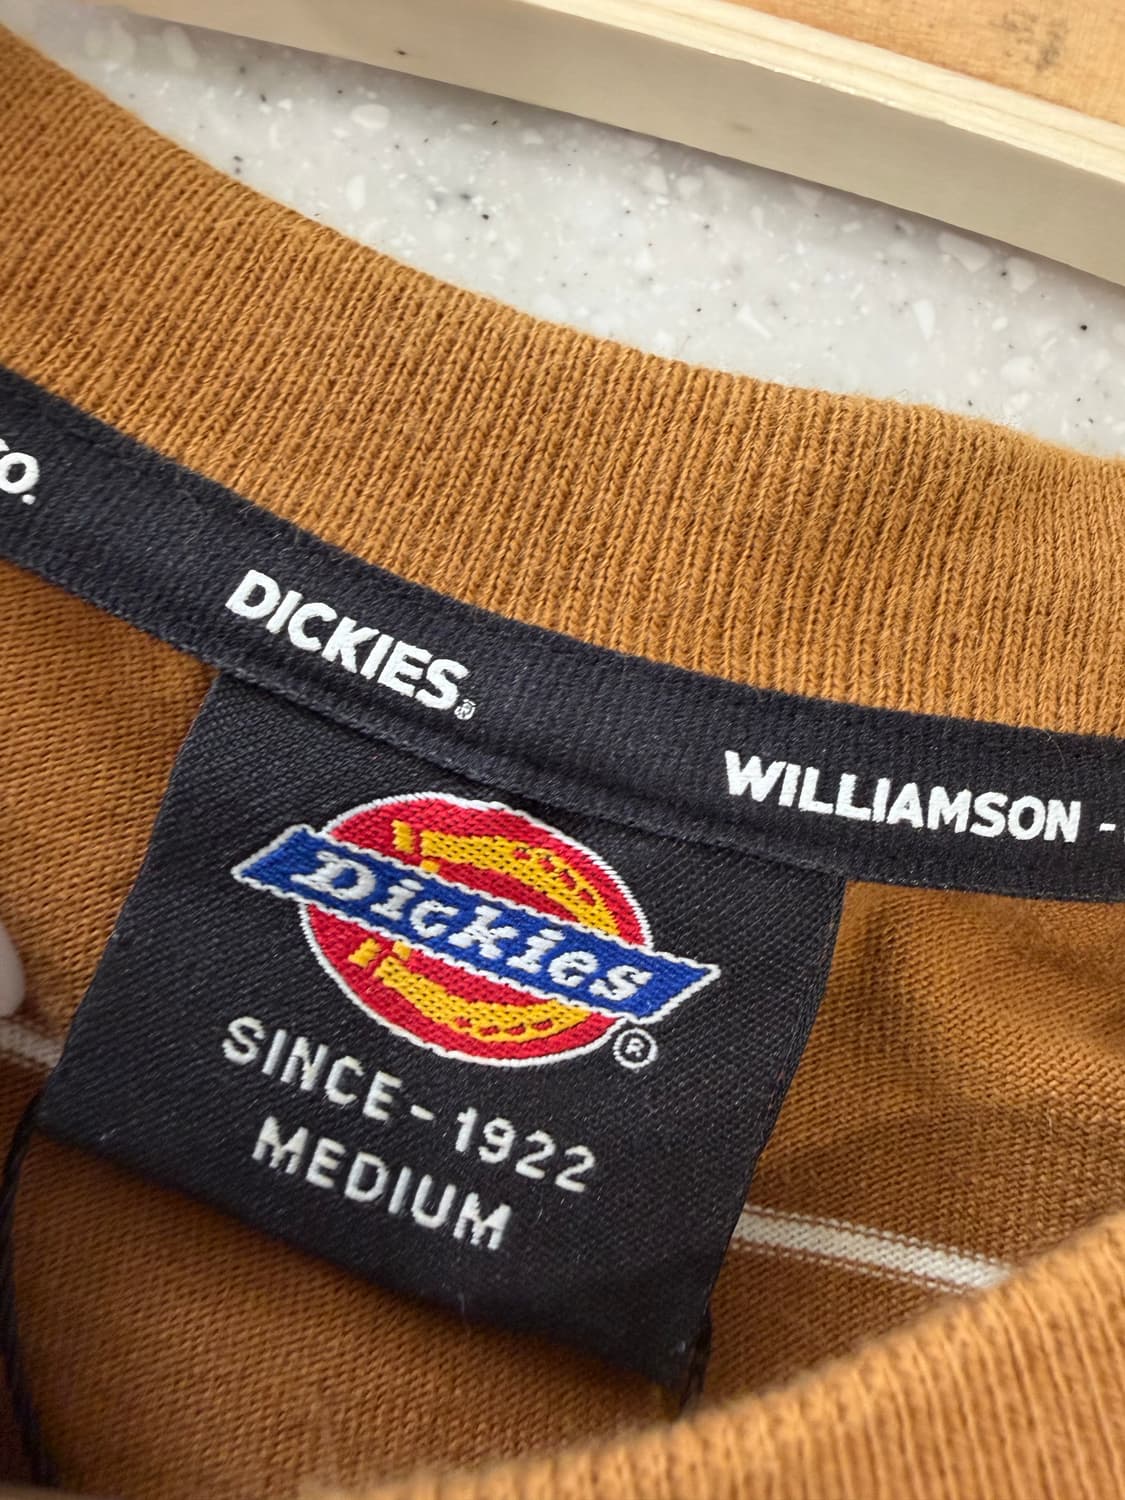 DICKIES®
WILLIAMSON -
Dickies
®
SINCE - 1922
MEDIUM